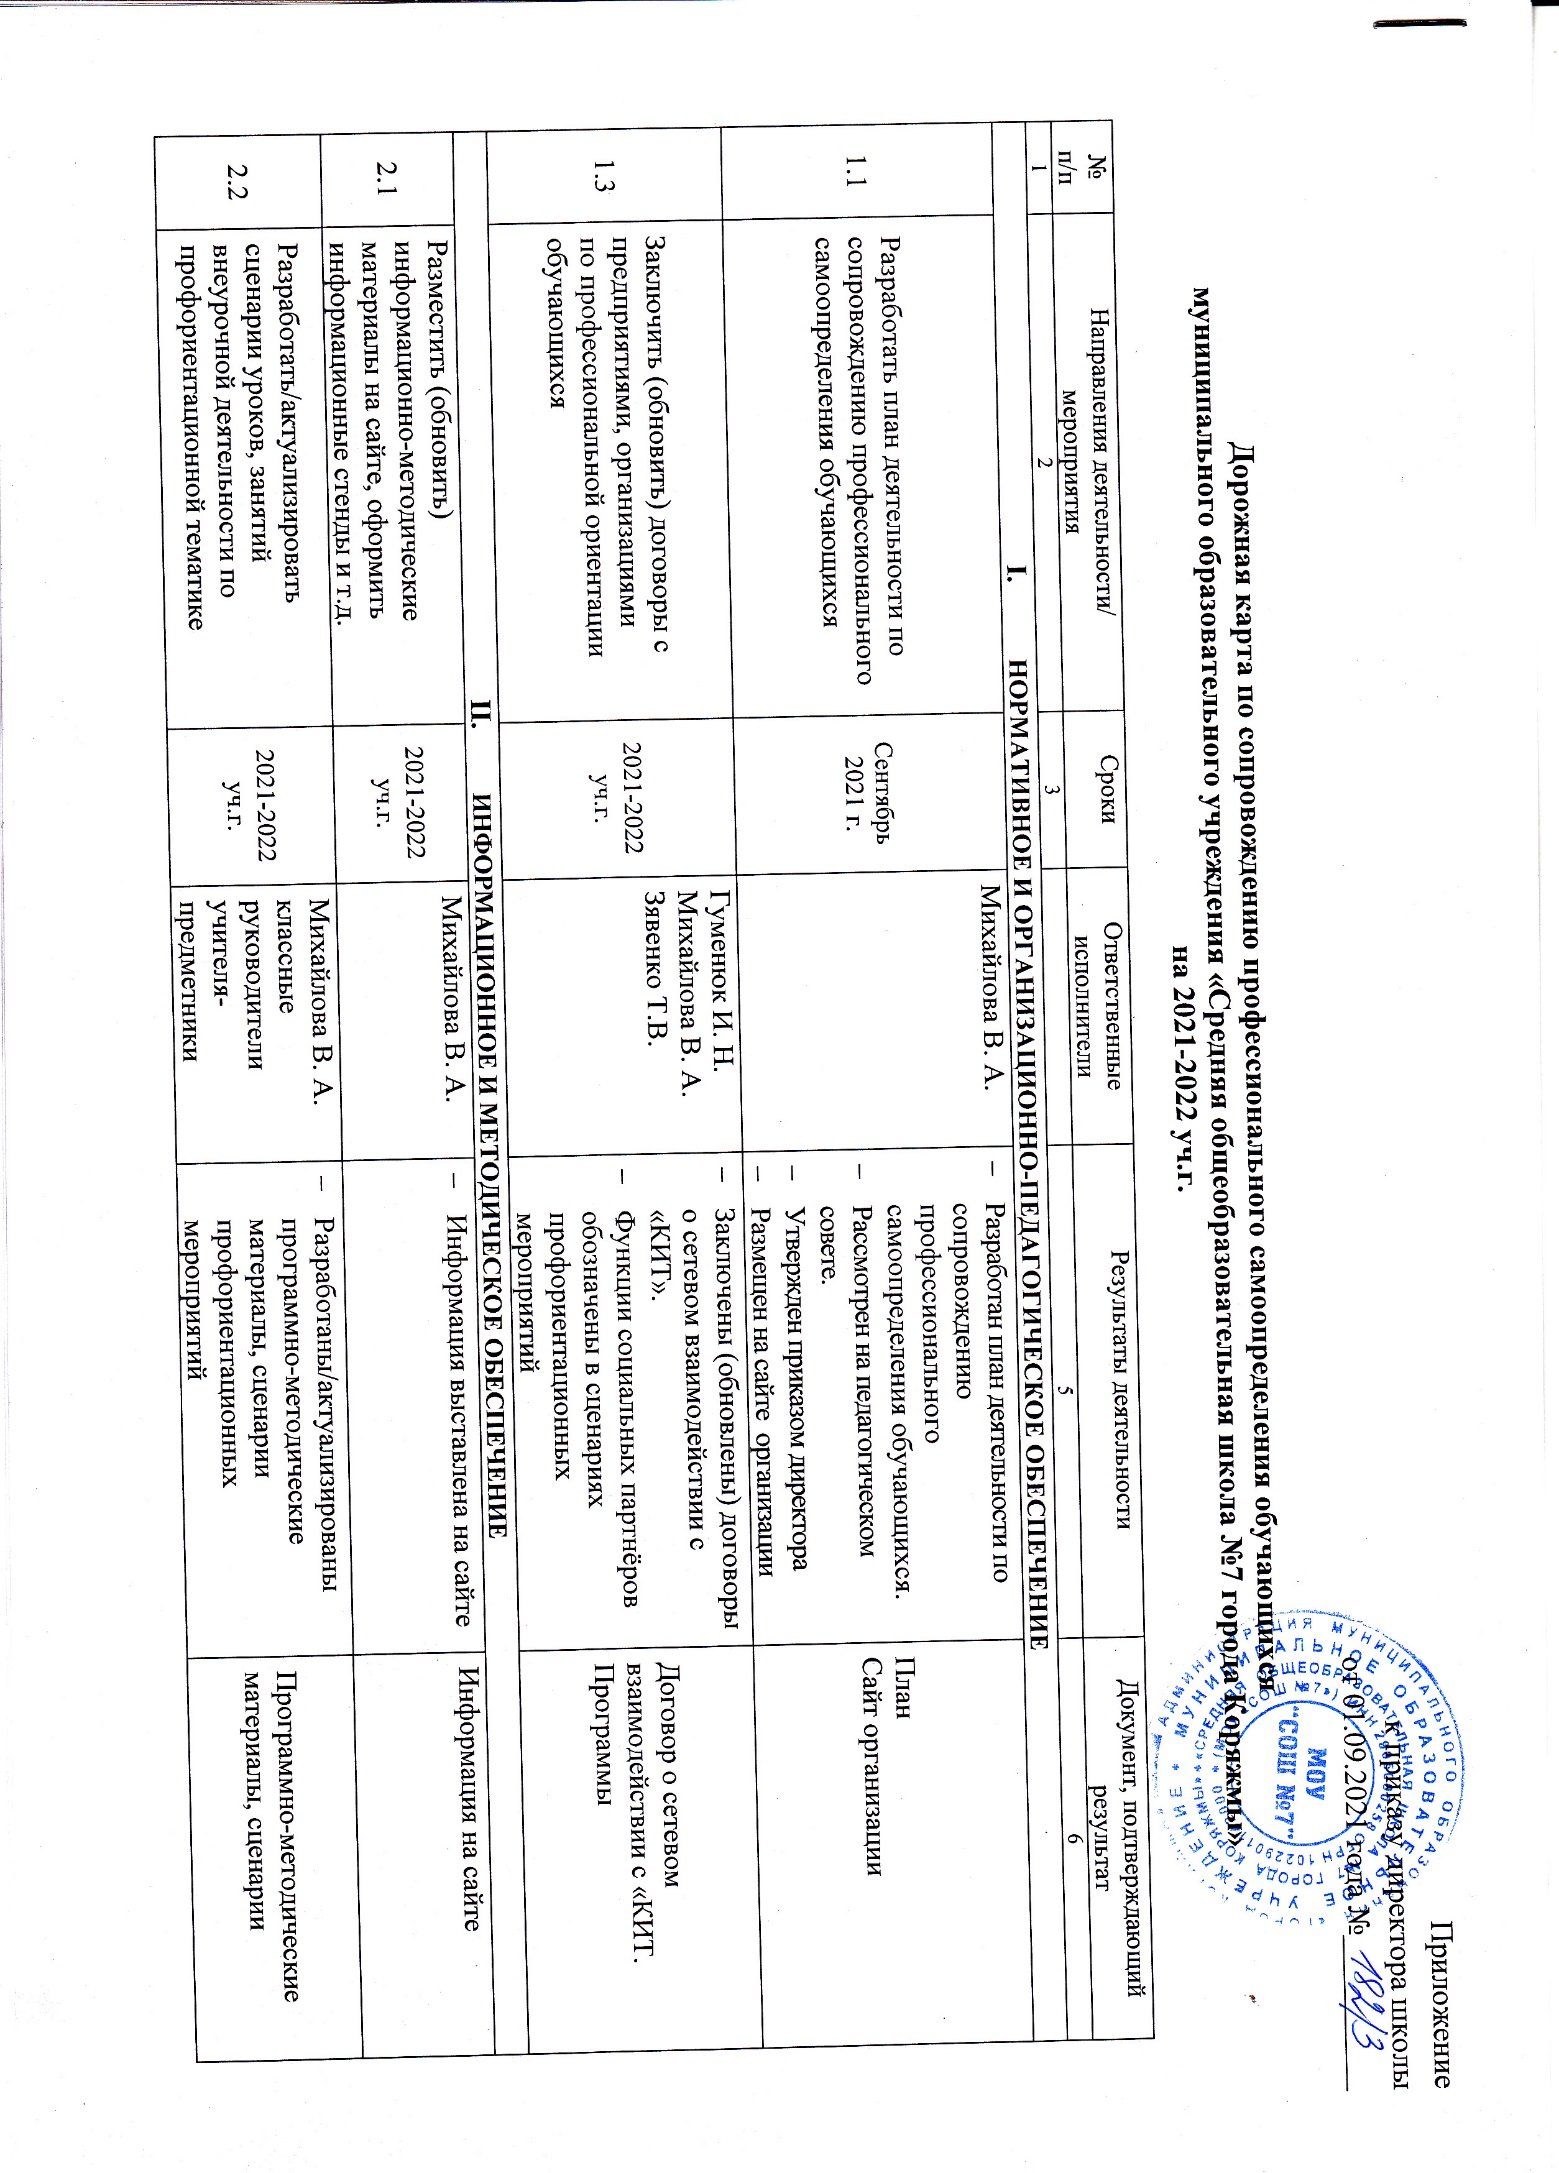 Приложение
к приказу директора школы
от 01.09.2021 года № 182/3
МОУ
"СОШ №7"
Дорожная карта по сопровождению профессионального самоопределения обучающихся
муниципального образовательного учреждения «Средняя общеобразовательная школа №7 города Коряжмы»
на 2021-2022 уч.г.
№
п/п
Направления деятельности/
мероприятия
Сроки
Ответственные
исполнители
Результаты деятельности
Документ, подтверждающий
результат
1
2
3
5
6
I. НОРМАТИВНОЕ И ОРГАНИЗАЦИОННО-ПЕДАГОГИЧЕСКОЕ ОБЕСПЕЧЕНИЕ
1.1
Разработать план деятельности по
сопровождению профессионального
самоопределения обучающихся
Сентябрь
2021 г.
Михайлова В. А.
– Разработан план деятельности по
сопровождению
профессионального
самоопределения обучающихся.
– Рассмотрен на педагогическом
совете.
– Утвержден приказом директора
– Размещен на сайте организации
План
Сайт организации
1.3
Заключить (обновить) договоры с
предприятиями, организациями
по профессиональной ориентации
обучающихся
2021-2022
уч.г.
Гуменюк И. Н.
Михайлова В. А.
Зявенко Т.В.
– Заключены (обновлены) договоры
о сетевом взаимодействии с
«КИТ».
– Функции социальных партнёров
обозначены в сценариях
профориентационных
мероприятий
Договор о сетевом
взаимодействии с «КИТ.
Программы
II. ИНФОРМАЦИОННОЕ И МЕТОДИЧЕСКОЕ ОБЕСПЕЧЕНИЕ
2.1
Разместить (обновить)
информационно-методические
материалы на сайте, оформить
информационные стенды и т.д.
2021-2022
уч.г.
Михайлова В. А.
– Информация выставлена на сайте
Информация на сайте
2.2
Разработать/актуализировать
сценарии уроков, занятий
внеурочной деятельности по
профориентационной тематике
2021-2022
уч.г.
Михайлова В. А.
классные
руководители
учителя-
предметники
– Разработаны/актуализированы
программно-методические
материалы, сценарии
профориентационных
мероприятий
Программно-методические
материалы, сценарии